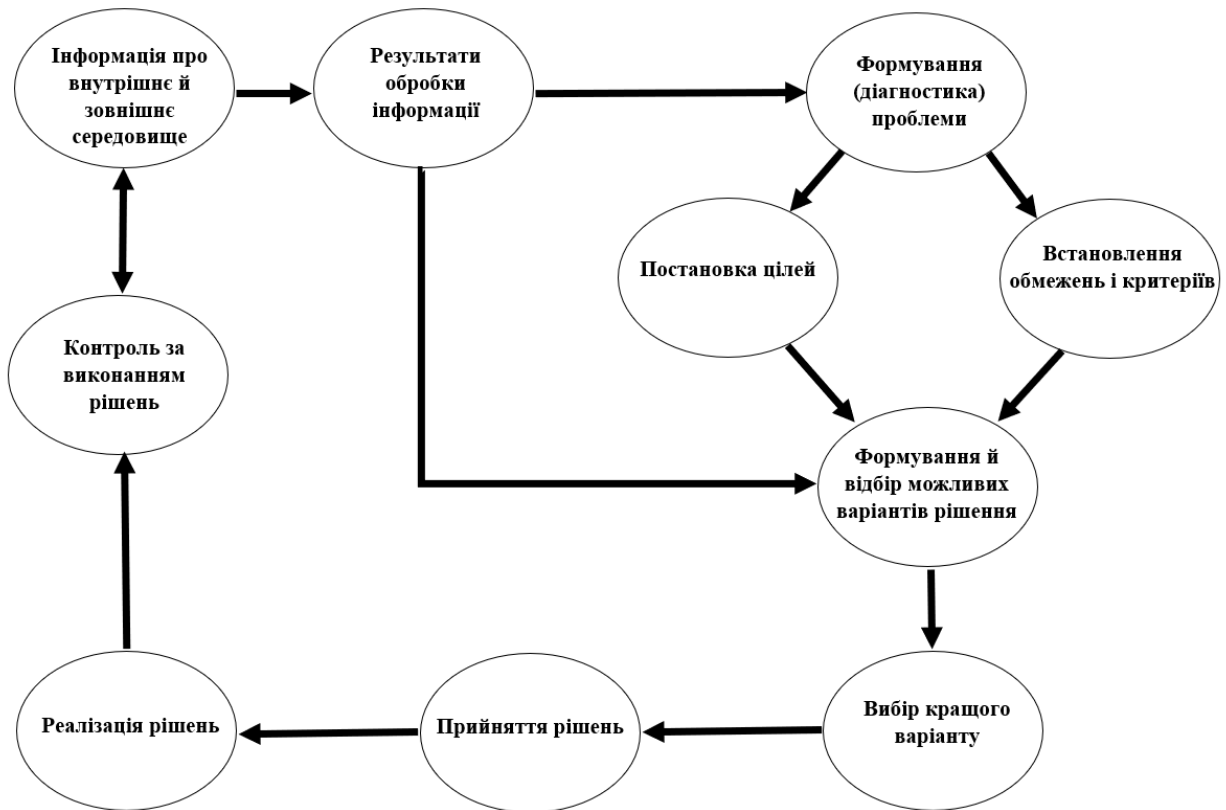 Інформація про
внутрішнє й
зовнішнє
середовище
Результати
обробки
інформації
Формування
(діагностика)
проблеми
Постановка цілей
Встановлення
обмежень і критеріїв
Контроль за
виконанням
рішень
Формування й
відбір можливих
варіантів рішення
Реалізація рішень
Прийняття рішень
Вибір кращого
варіанту